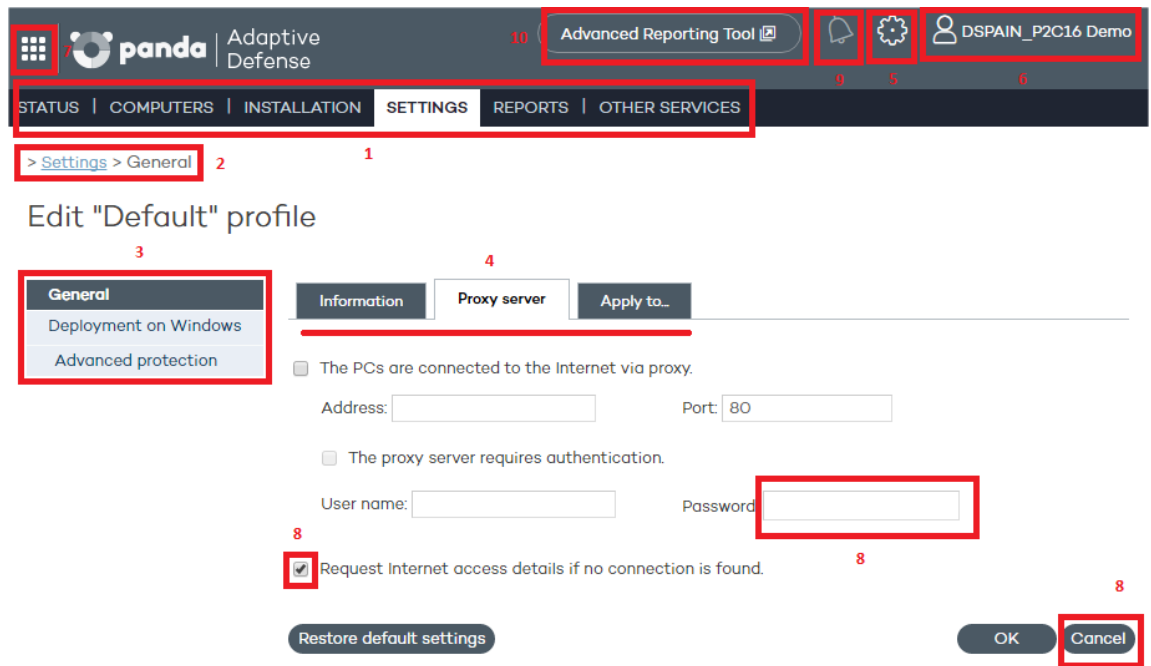 10 Advanced Reporting Tool
7 panda Adaptive Defense
DSPAIN_P2C16 Demo
9 5 6
STATUS | COMPUTERS | INSTALLATION SETTINGS REPORTS | OTHER SERVICES
1
> Settings > General 2
Edit "Default" profile
3
4
General
Information Proxy server Apply to...
Deployment on Windows
Advanced protection
The PCs are connected to the Internet via proxy.
Address: Port: 80
The proxy server requires authentication.
User name: Password
8
8
Request Internet access details if no connection is found.
8
Restore default settings OK Cancel